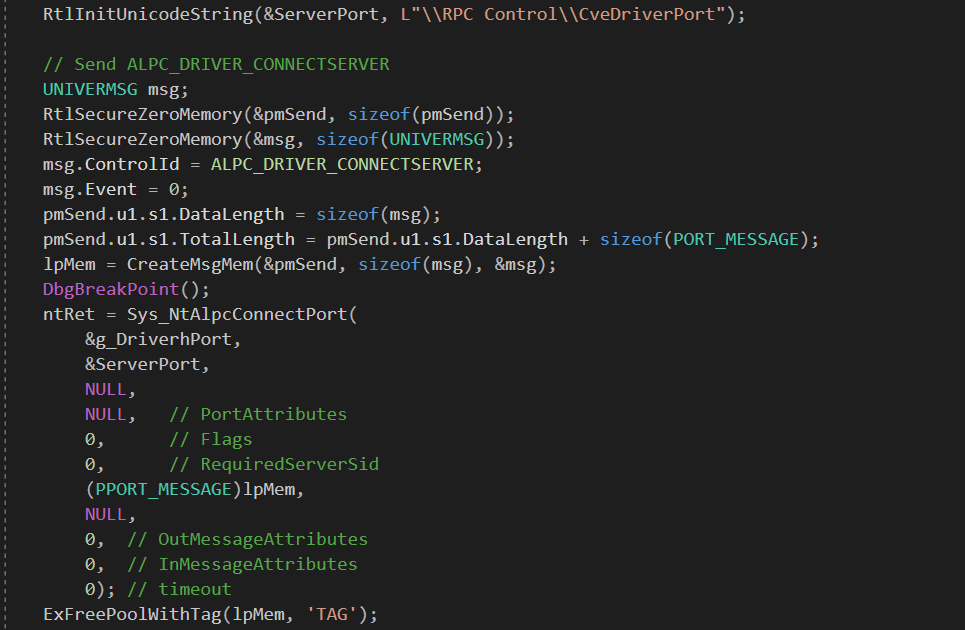 RtlInitUnicodeString(&ServerPort, L"\\RPC Control\\CveDriverPort");
// Send ALPC_DRIVER_CONNECTSERVER
UNIVERMSG msg;
RtlSecureZeroMemory(&pmSend, sizeof(pmSend));
RtlSecureZeroMemory(&msg, sizeof(UNIVERMSG));
msg.ControlId = ALPC_DRIVER_CONNECTSERVER;
msg.Event = 0;
pmSend.u1.s1.DataLength = sizeof(msg);
pmSend.u1.s1.TotalLength = pmSend.u1.s1.DataLength + sizeof(PORT_MESSAGE);
lpMem = CreateMsgMem(&pmSend, sizeof(msg), &msg);
DbgBreakPoint();
ntRet = Sys_NtAlpcConnectPort(
&g_DriverhPort,
&ServerPort,
NULL,
NULL,   // PortAttributes
0,      // Flags
0,      // RequiredServerSid
(PPORT_MESSAGE)lpMem,
NULL,
0,  // OutMessageAttributes
0,  // InMessageAttributes
0); // timeout
ExFreePoolWithTag(lpMem, 'TAG');